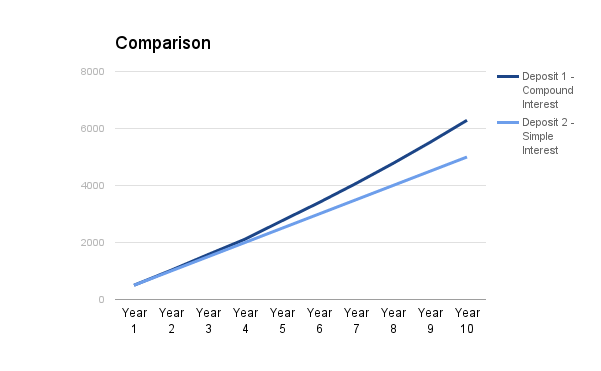 Comparison
8000
6000
4000
2000
0
Year 1
Year 2
Year 3
Year 4
Year 5
Year 6
Year 7
Year 8
Year 9
Year 10
Deposit 1 -
Compound
Interest
Deposit 2 -
Simple
Interest